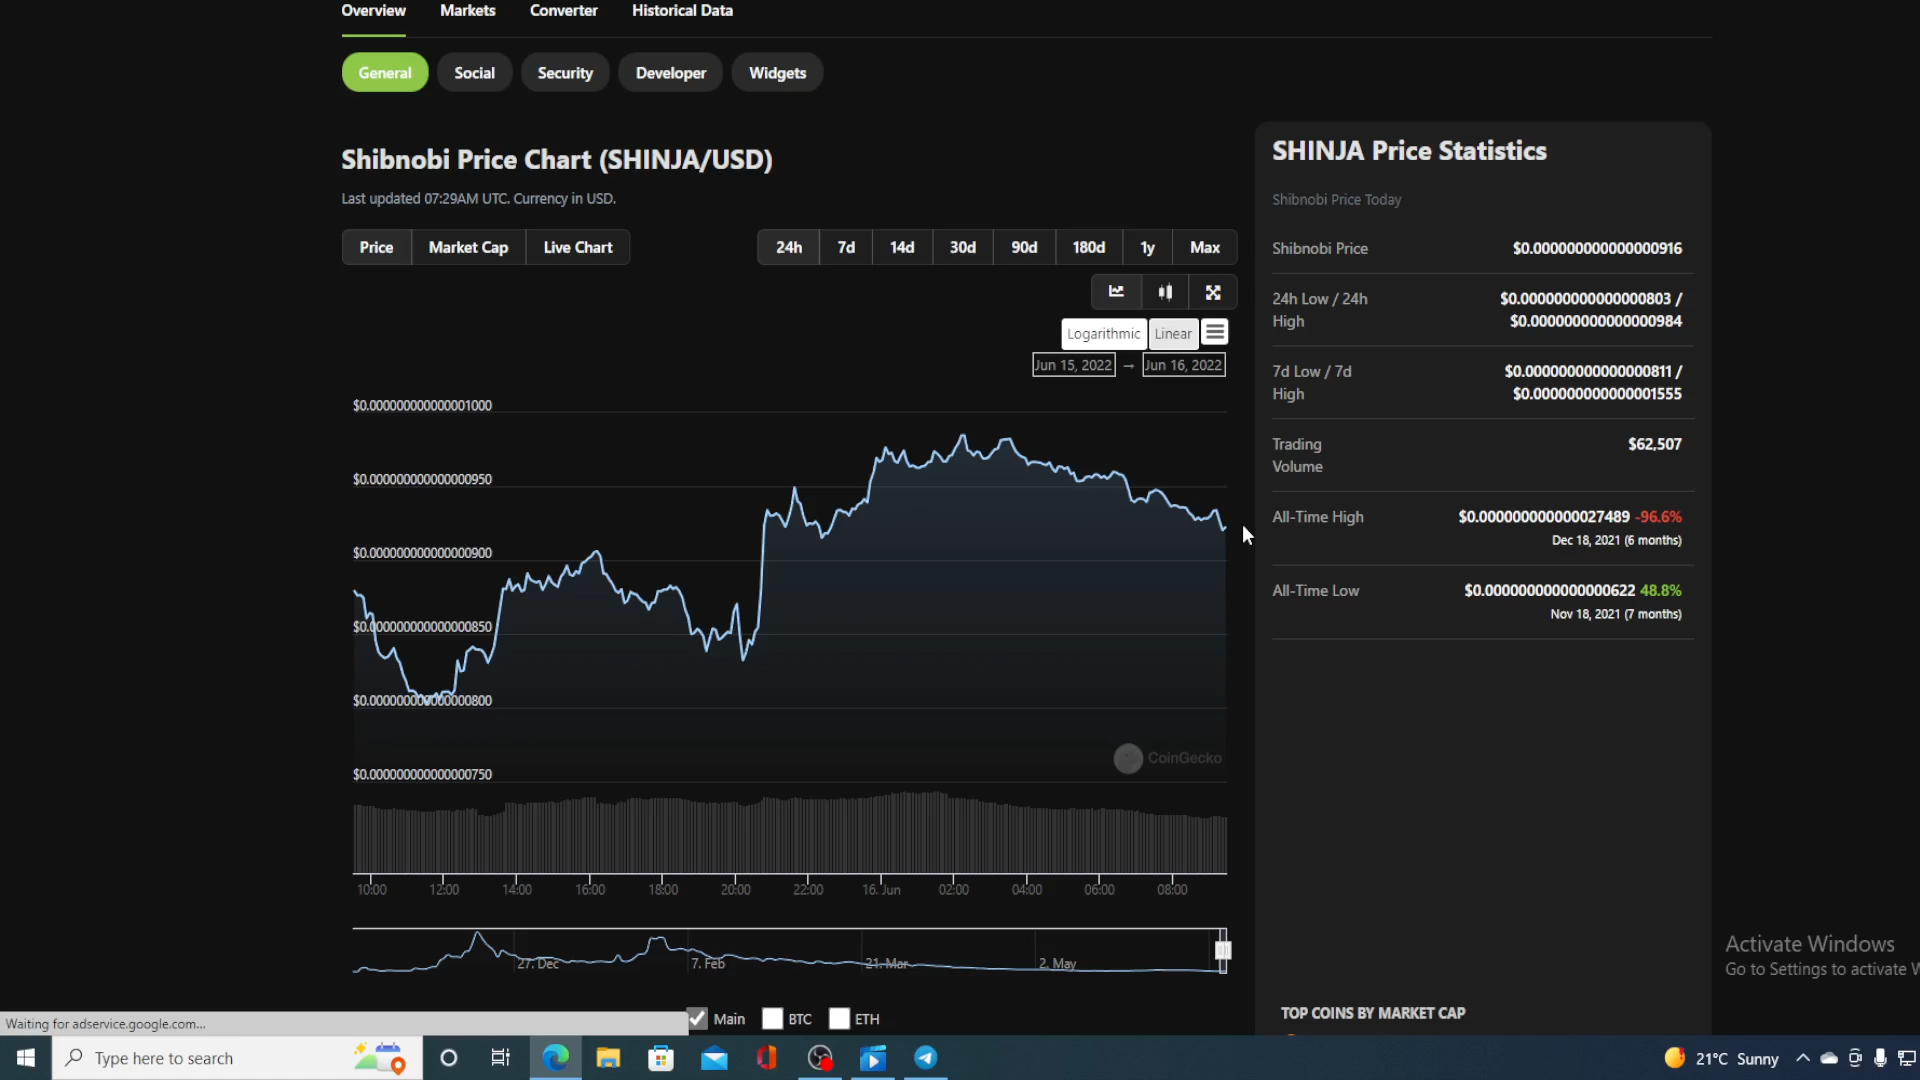 Overview Markets Converter Historical Data
General Social Security Developer Widgets
Shibnobi Price Chart (SHINJA/USD)
Last updated 07:29AM UTC. Currency in USD.
Price Market Cap Live Chart
24h 7d 14d 30d 90d 180d 1y Max
Logarithmic Linear
Jun 15, 2022 → Jun 16, 2022
$0.000000000000001000
$0.000000000000000950
$0.000000000000000900
$0.000000000000000850
$0.000000000000000800
$0.000000000000000750
CoinGecko
10:00 12:00 14:00 16:00 18:00 20:00 22:00 16. Jun 02:00 04:00 06:00 08:00
27. Dec 7. Feb 21. Mar 2. May
Main BTC ETH
SHINJA Price Statistics
Shibnobi Price Today
Shibnobi Price $0.000000000000000916
24h Low / 24h $0.000000000000000803 /
High $0.000000000000000984
7d Low / 7d $0.000000000000000811 /
High $0.000000000000001555
Trading $62,507
Volume
All-Time High $0.000000000000027489 -96.6%
Dec 18, 2021 (6 months)
All-Time Low $0.000000000000000622 48.8%
Nov 18, 2021 (7 months)
TOP COINS BY MARKET CAP
Activate Windows
Go to Settings to activate W
Waiting for adservice.google.com...
Type here to search
21°C Sunny